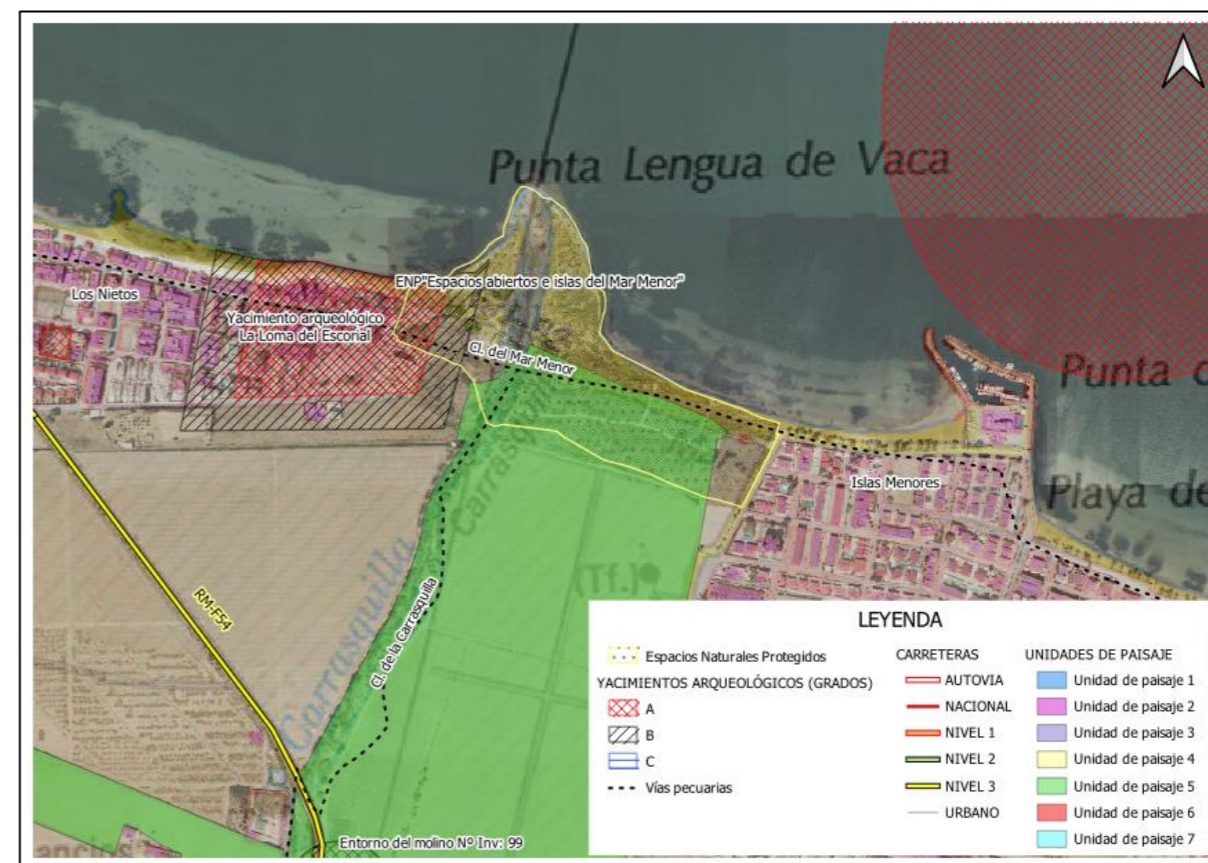 Punta Lengua de Vaca
ENP"Espacios abiertos e islas del Mar Menor"
Los Nietos
Yacimiento arqueológico
La Loma del Escorial
Cl. del Mar Menor
Punta
Islas Menores
Playa de
Carrasquilla
(Tf.)
RM-F54
Cl. de la Carrasquilla
Carrasquilla
Entorno del molino Nº Inv: 99
LEYENDA
Espacios Naturales Protegidos
YACIMIENTOS ARQUEOLÓGICOS (GRADOS)
A
B
C
Vías pecuarias
CARRETERAS
AUTOVIA
NACIONAL
NIVEL 1
NIVEL 2
NIVEL 3
URBANO
UNIDADES DE PAISAJE
Unidad de paisaje 1
Unidad de paisaje 2
Unidad de paisaje 3
Unidad de paisaje 4
Unidad de paisaje 5
Unidad de paisaje 6
Unidad de paisaje 7